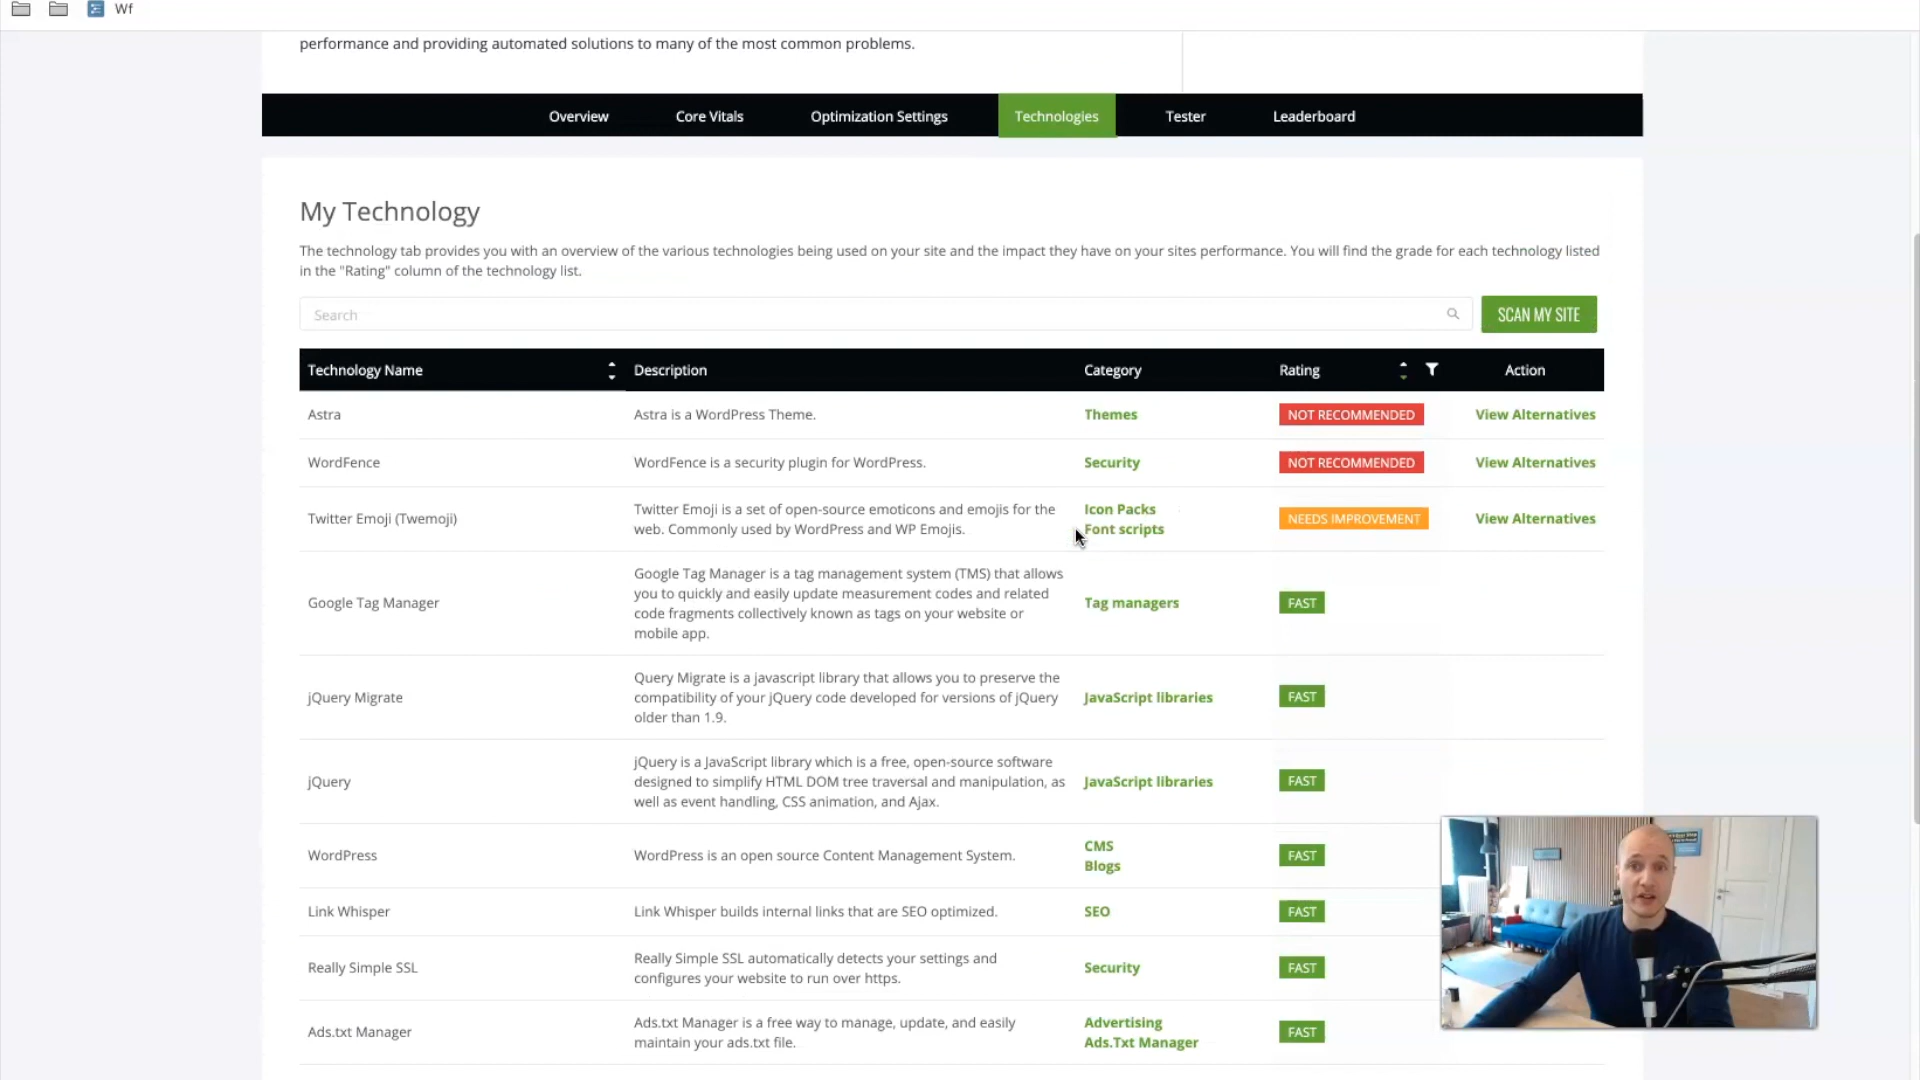 Wf
performance and providing automated solutions to many of the most common problems.
Overview Core Vitals Optimization Settings Technologies Tester Leaderboard
My Technology
The technology tab provides you with an overview of the various technologies being used on your site and the impact they have on your sites performance. You will find the grade for each technology listed
in the "Rating" column of the technology list.
Search SCAN MY SITE
Technology Name Description Category Rating Action
Astra Astra is a WordPress Theme. Themes NOT RECOMMENDED View Alternatives
WordFence WordFence is a security plugin for WordPress. Security NOT RECOMMENDED View Alternatives
Twitter Emoji (Twemoji)
Twitter Emoji is a set of open-source emoticons and emojis for the
web. Commonly used by WordPress and WP Emojis.
Icon Packs
Font scripts
NEEDS IMPROVEMENT View Alternatives
Google Tag Manager
Google Tag Manager is a tag management system (TMS) that allows
you to quickly and easily update measurement codes and related
code fragments collectively known as tags on your website or
mobile app.
Tag managers FAST
jQuery Migrate
Query Migrate is a javascript library that allows you to preserve the
compatibility of your jQuery code developed for versions of jQuery
older than 1.9.
JavaScript libraries FAST
jQuery
jQuery is a JavaScript library which is a free, open-source software
designed to simplify HTML DOM tree traversal and manipulation, as
well as event handling, CSS animation, and Ajax.
JavaScript libraries FAST
WordPress WordPress is an open source Content Management System.
CMS
Blogs
FAST
Link Whisper Link Whisper builds internal links that are SEO optimized. SEO FAST
Really Simple SSL
Really Simple SSL automatically detects your settings and
configures your website to run over https.
Security FAST
Ads.txt Manager
Ads.txt Manager is a free way to manage, update, and easily
maintain your ads.txt file.
Advertising
Ads.Txt Manager
FAST